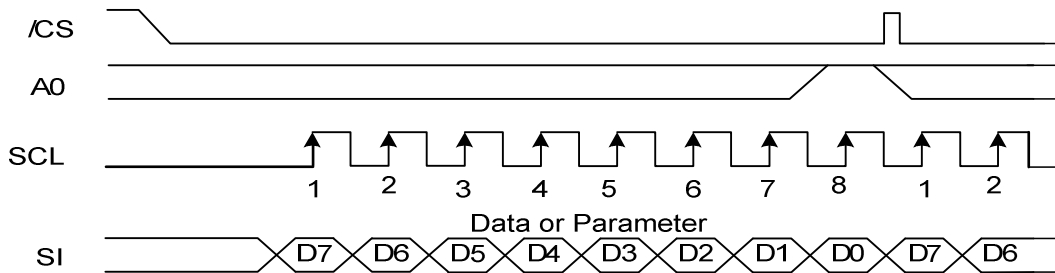 /CS
A0
SCL
1 2 3 4 5 6 7 8 1 2
Data or Parameter
SI D7 D6 D5 D4 D3 D2 D1 D0 D7 D6